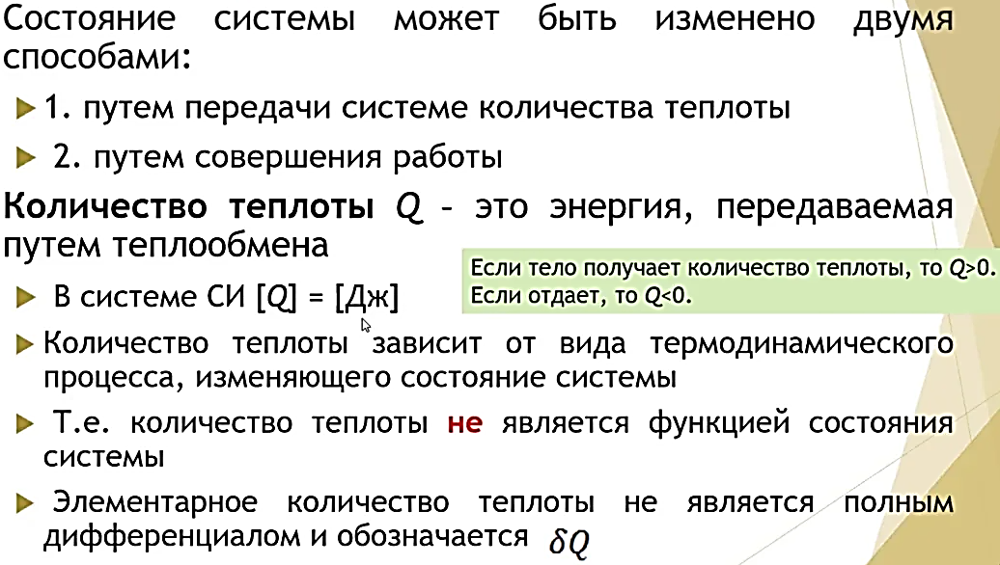 Состояние системы может быть изменено двумя
способами:
1. путем передачи системе количества теплоты
2. путем совершения работы
Количество теплоты Q – это энергия, передаваемая
путем теплообмена
Если тело получает количество теплоты, то Q>0.
Если отдает, то Q<0.
В системе СИ [Q] = [Дж]
Количество теплоты зависит от вида термодинамического
процесса, изменяющего состояние системы
Т.е. количество теплоты не является функцией состояния
системы
Элементарное количество теплоты не является полным
дифференциалом и обозначается δQ